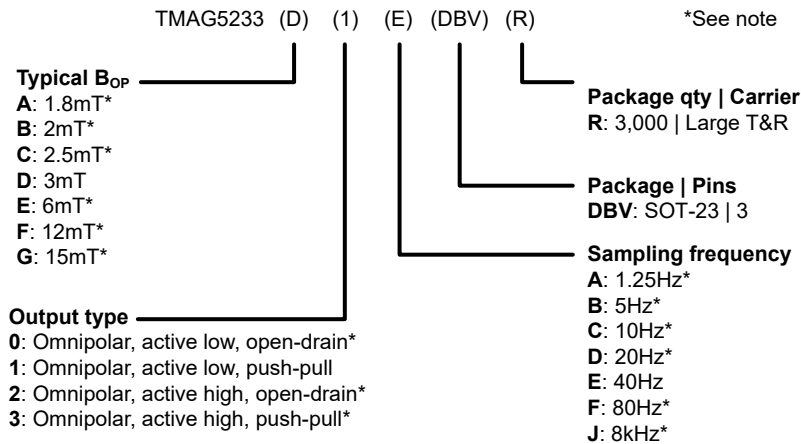 TMAG5233 (D) (1) (E) (DBV) (R) *See note
Typical BOP
A: 1.8mT*
B: 2mT*
C: 2.5mT*
D: 3mT
E: 6mT*
F: 12mT*
G: 15mT*
Output type
0: Omnipolar, active low, open-drain*
1: Omnipolar, active low, push-pull
2: Omnipolar, active high, open-drain*
3: Omnipolar, active high, push-pull*
Package qty | Carrier
R: 3,000 | Large T&R
Package | Pins
DBV: SOT-23 | 3
Sampling frequency
A: 1.25Hz*
B: 5Hz*
C: 10Hz*
D: 20Hz*
E: 40Hz
F: 80Hz*
J: 8kHz*